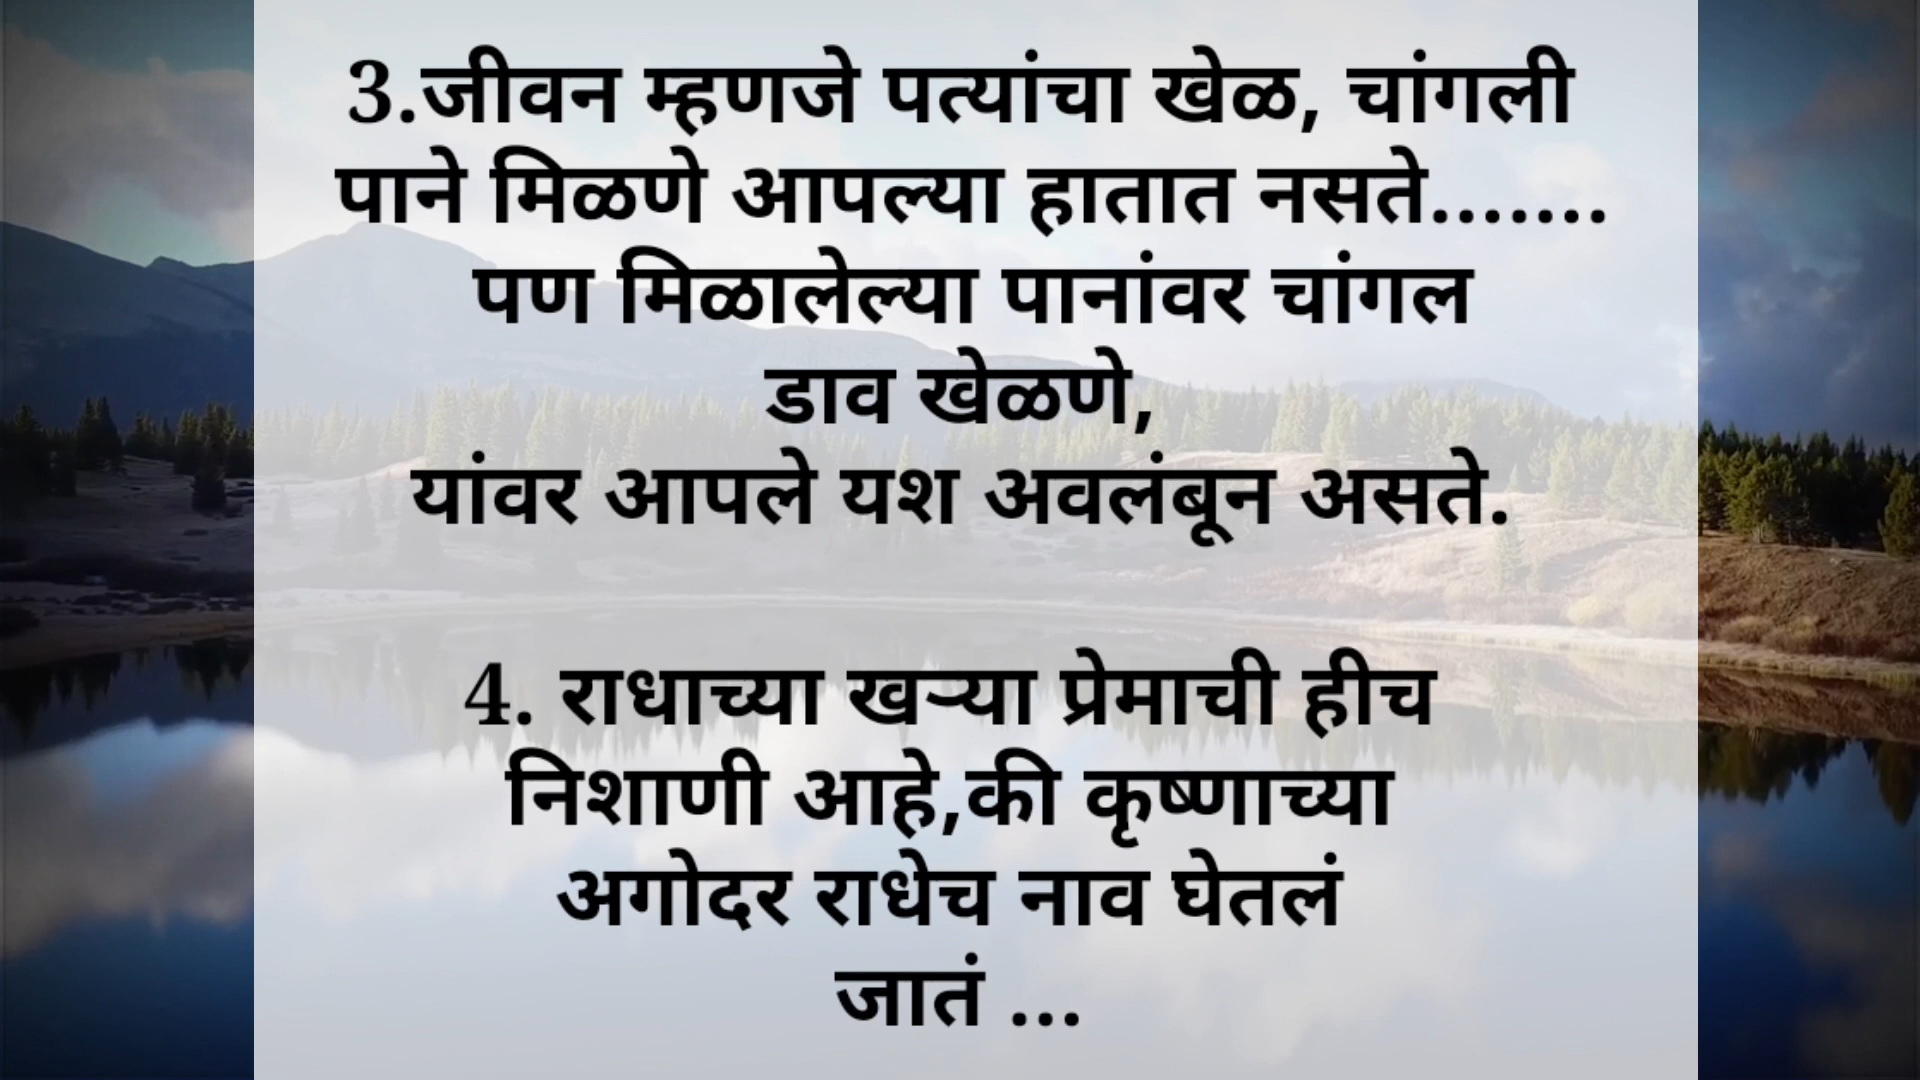 3.जीवन म्हणजे पत्यांचा खेळ, चांगली
पाने मिळणे आपल्या हातात नसते.......
पण मिळालेल्या पानांवर चांगल
डाव खेळणे,
यांवर आपले यश अवलंबून असते.
4. राधाच्या खऱ्या प्रेमाची हीच
निशाणी आहे,की कृष्णाच्या
अगोदर राधेच नाव घेतलं
जातं ...